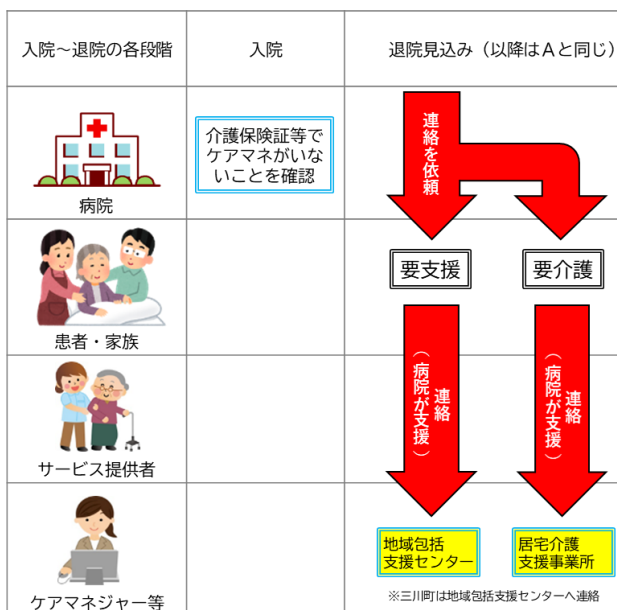 入院～退院の各段階
入院
退院見込み（以降はAと同じ）
病院
介護保険証等で
ケアマネがいな
いことを確認
連絡を依頼
患者・家族
要支援
要介護
サービス提供者
連絡
（病院が支援）
連絡
（病院が支援）
ケアマネジャー等
地域包括
支援センター
居宅介護
支援事業所
※三川町は地域包括支援センターへ連絡